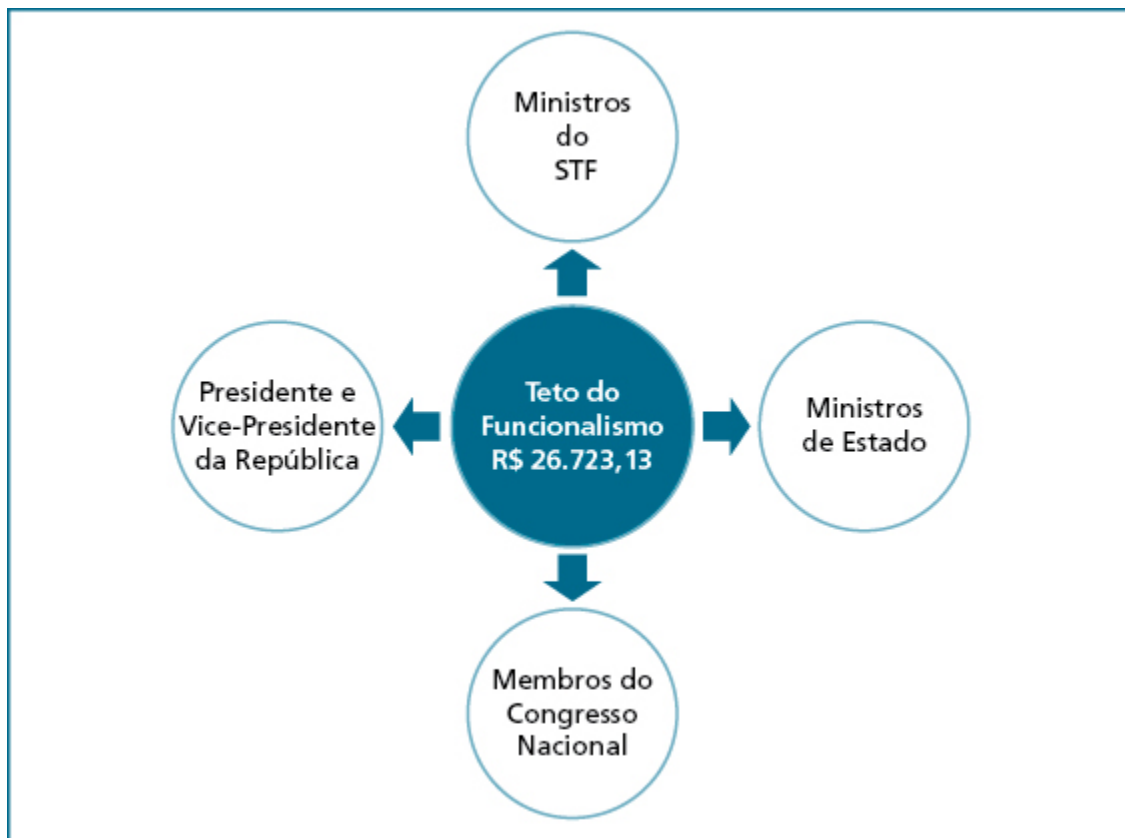 Ministros
do
STF
Presidente e
Vice-Presidente
da República
Teto do
Funcionalismo
R$ 26.723,13
Ministros
de Estado
Membros do
Congresso
Nacional